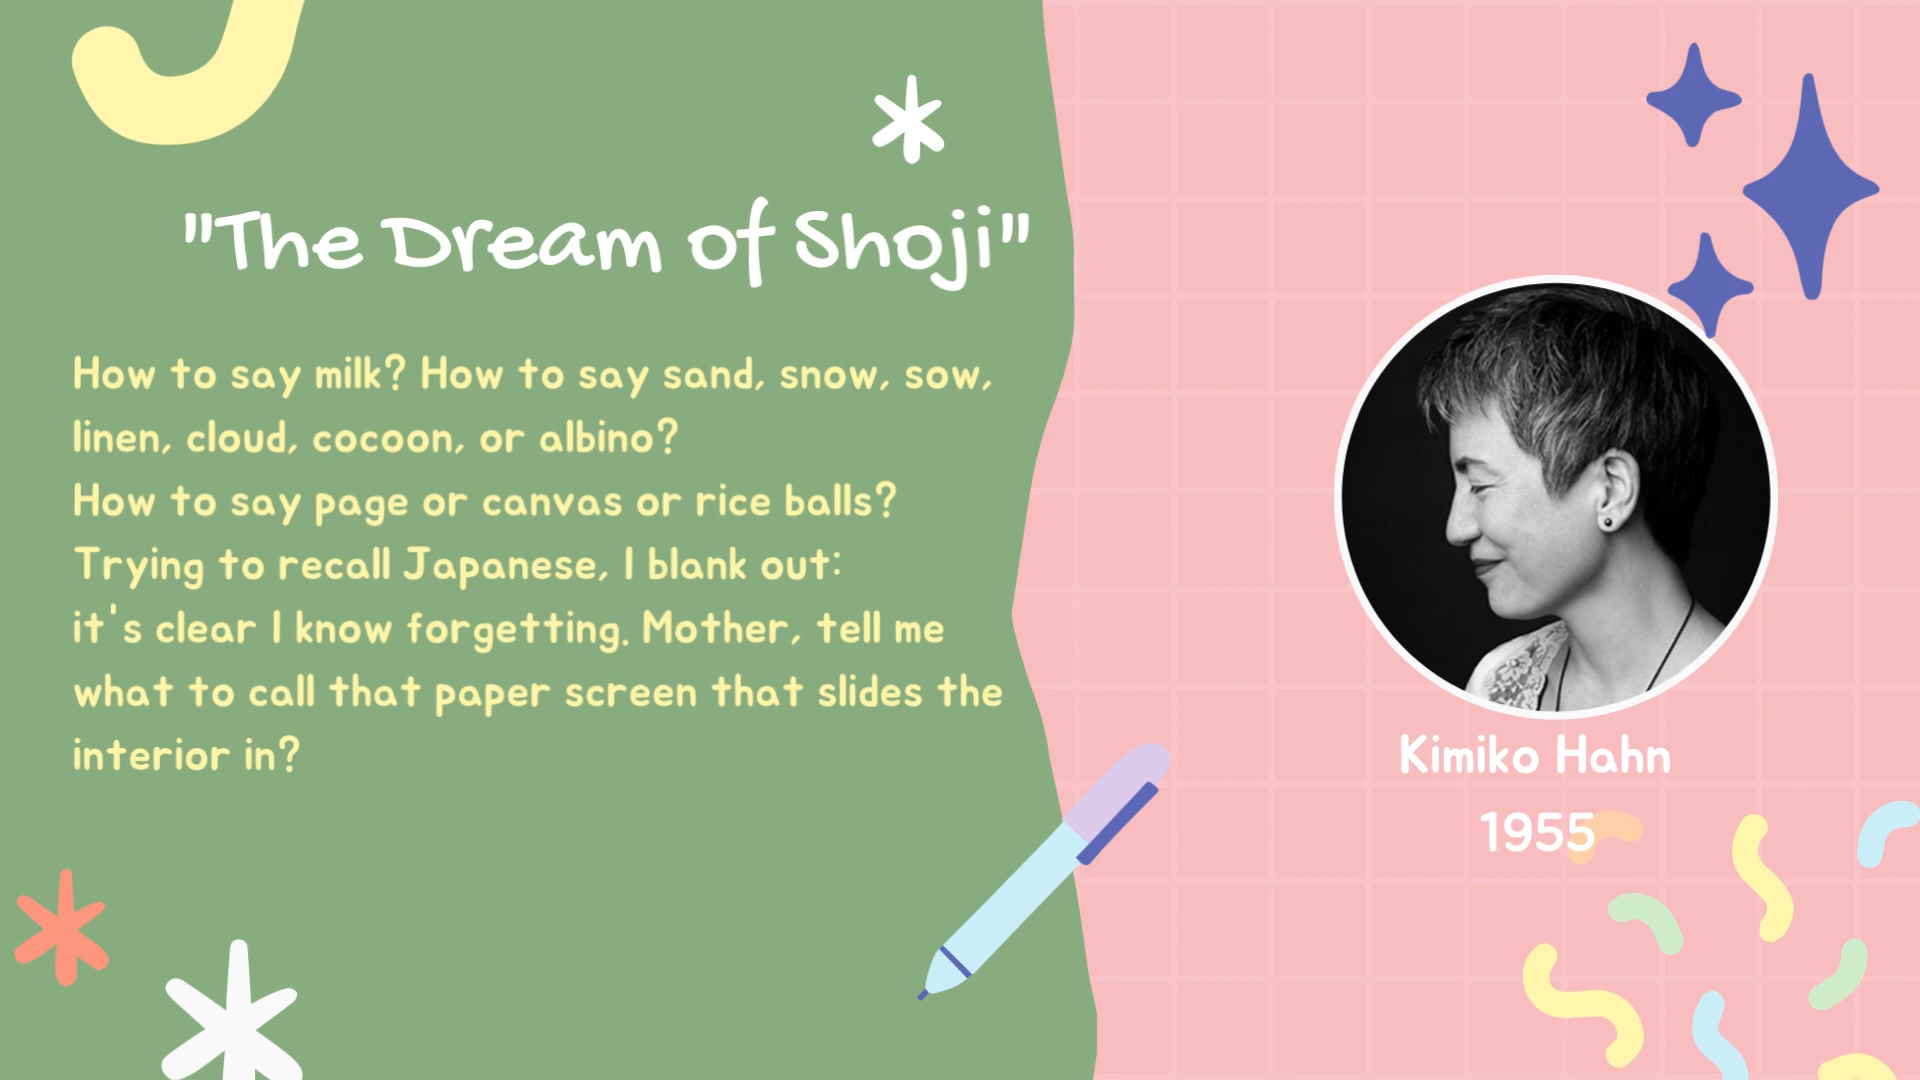 "The Dream of Shoji"
How to say milk? How to say sand, snow, sow,
linen, cloud, cocoon, or albino?
How to say page or canvas or rice balls?
Trying to recall Japanese, I blank out:
it's clear I know forgetting. Mother, tell me
what to call that paper screen that slides the
interior in?
Kimiko Hahn
1955